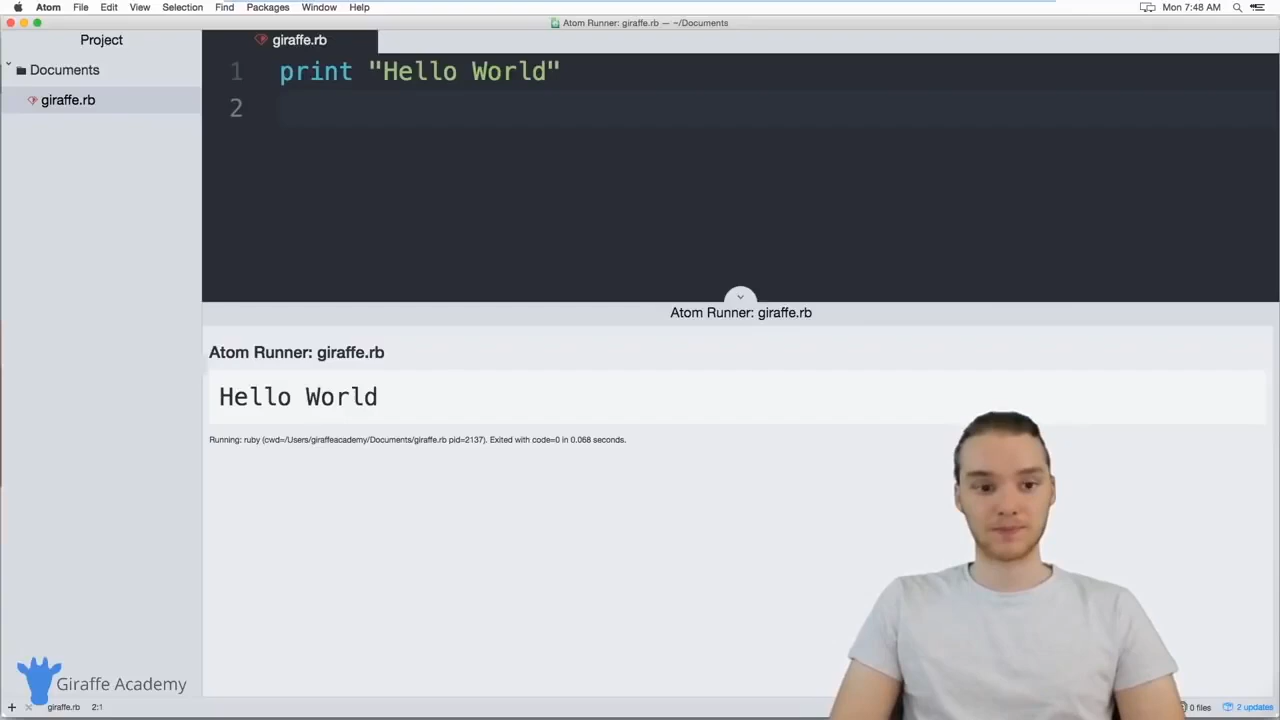 Atom File Edit View Selection Find Packages Window Help
Mon 7:48 AM
Atom Runner: giraffe.rb — ~/Documents
Project
giraffe.rb
Documents
giraffe.rb
1 print "Hello World"
2
Atom Runner: giraffe.rb
Atom Runner: giraffe.rb
Hello World
Running: ruby (cwd=/Users/giraffeacademy/Documents/giraffe.rb pid=2137). Exited with code=0 in 0.068 seconds.
Giraffe Academy
giraffe.rb 2:1
0 files 2 updates